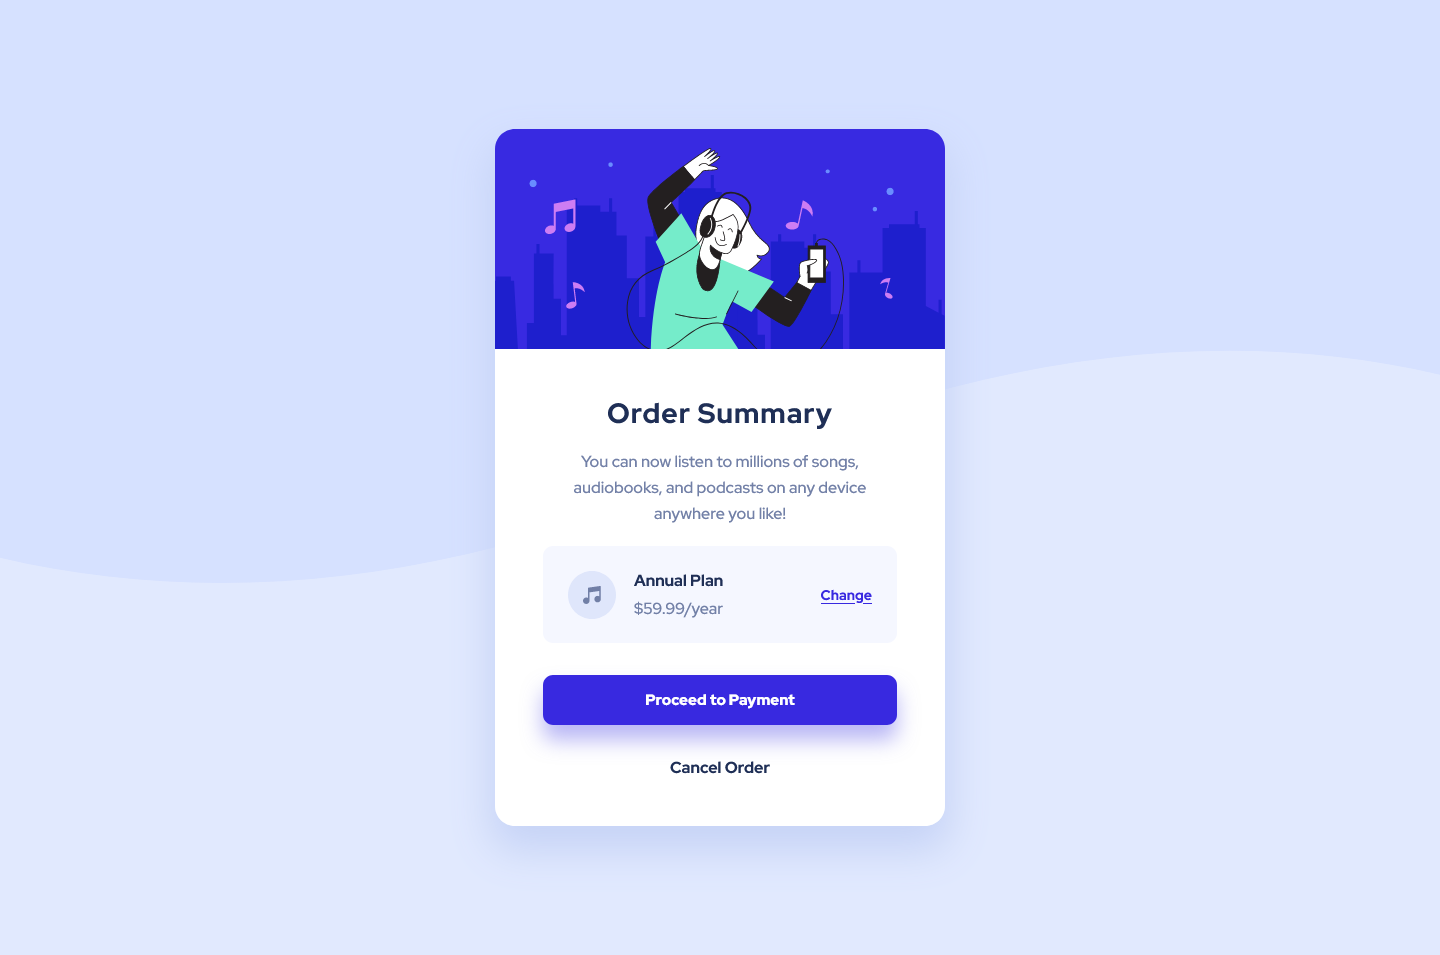 Order Summary
You can now listen to millions of songs,
audiobooks, and podcasts on any device
anywhere you like!
Annual Plan
$59.99/year
Change
Proceed to Payment
Cancel Order